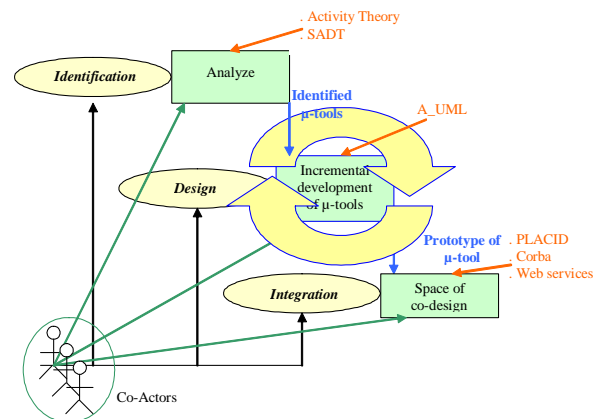 . Activity Theory
. SADT
Identification
Analyze
Identified
μ-tools
A_UML
Design
Incremental
development
of μ-tools
Prototype of
μ-tool
. PLACID
. Corba
. Web services
Integration
Space of
co-design
Co-Actors